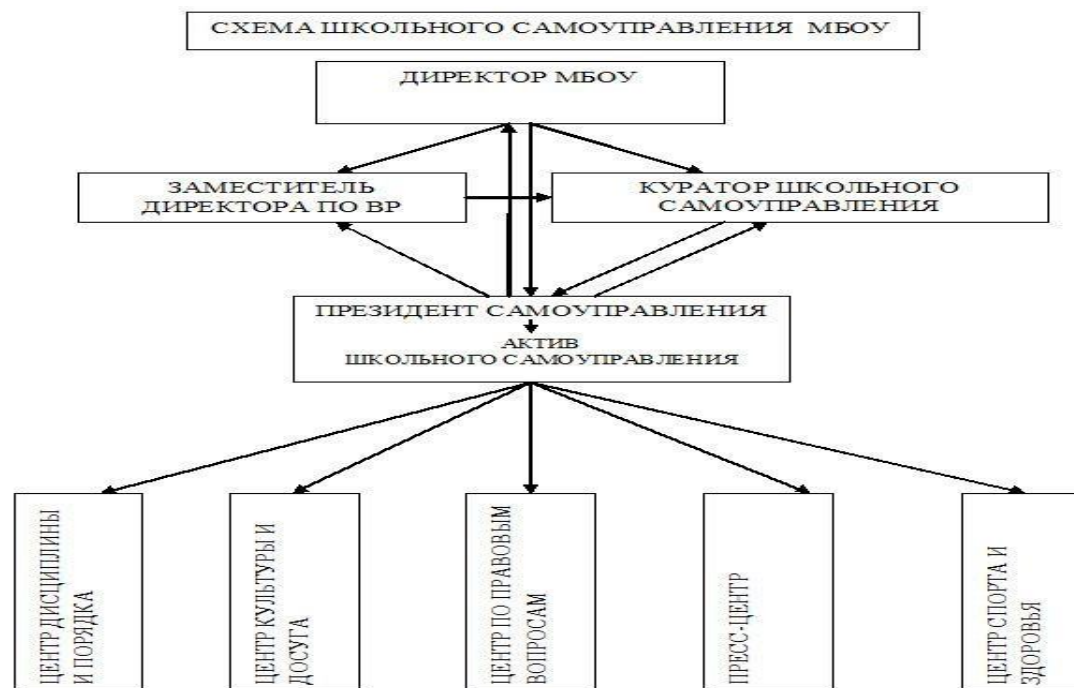 СХЕМА ШКОЛЬНОГО САМОУПРАВЛЕНИЯ МБОУ
ДИРЕКТОР МБОУ
ЗАМЕСТИТЕЛЬ
ДИРЕКТОРА ПО ВР
КУРАТОР ШКОЛЬНОГО
САМОУПРАВЛЕНИЯ
ПРЕЗИДЕНТ САМОУПРАВЛЕНИЯ
АКТИВ
ШКОЛЬНОГО САМОУПРАВЛЕНИЯ
ЦЕНТР ДИСЦИПЛИНЫ
И ПОРЯДКА
ЦЕНТР КУЛЬТУРЫ И
ДОСУГА
ЦЕНТР ПО ПРАВОВЫМ
ВОПРОСАМ
ПРЕСС-ЦЕНТР
ЦЕНТР СПОРТА И
ЗДОРОВЬЯ